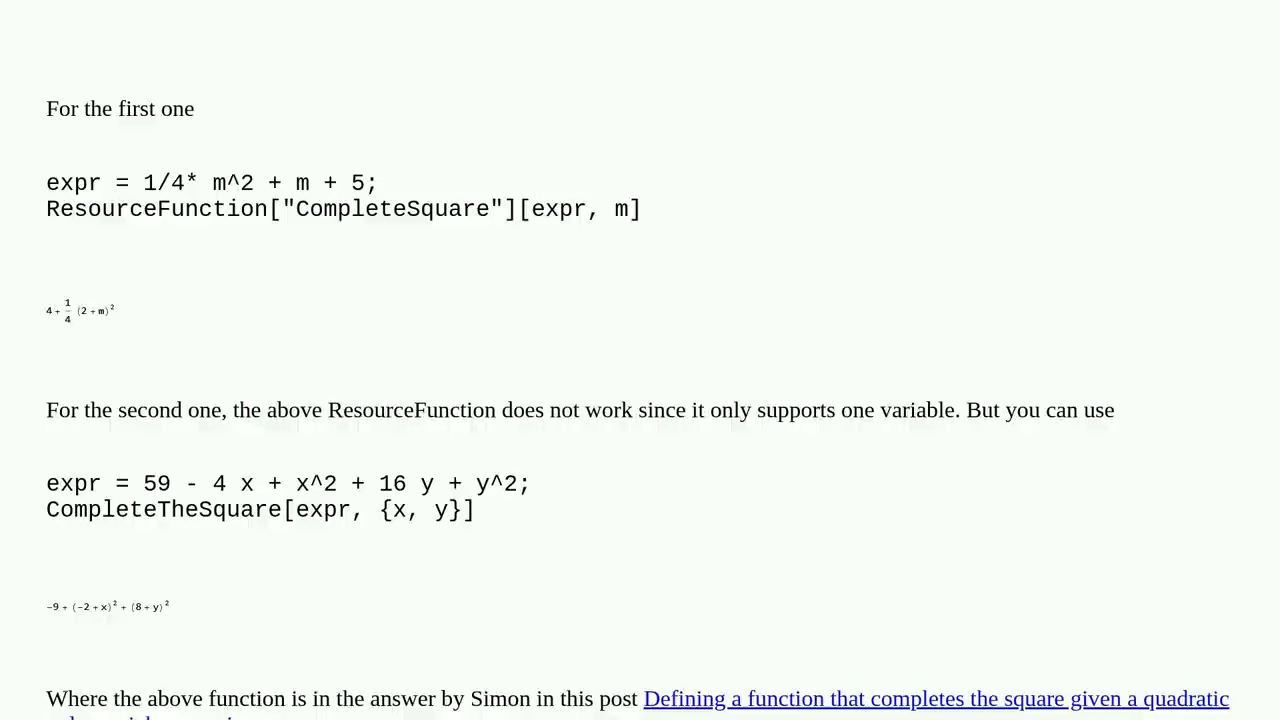 For the first one
expr = 1/4* m^2 + m + 5;
ResourceFunction["CompleteSquare"][expr, m]
4 + 1/4 (2 + m)^2
For the second one, the above ResourceFunction does not work since it only supports one variable. But you can use
expr = 59 - 4 x + x^2 + 16 y + y^2;
CompleteTheSquare[expr, {x, y}]
−9 + (−2 + x)^2 + (8 + y)^2
Where the above function is in the answer by Simon in this post Defining a function that completes the square given a quadratic